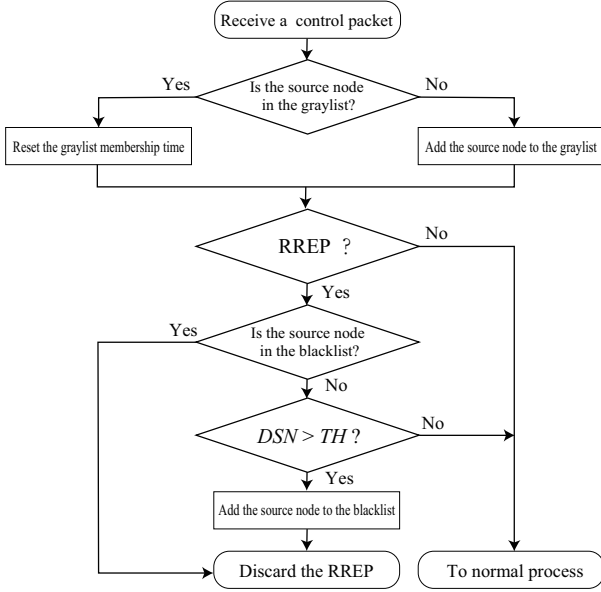 Receive a control packet
Yes
Is the source node
in the graylist?
No
Reset the graylist membership time
Add the source node to the graylist
RREP ?
No
Yes
Yes
Is the source node
in the blacklist?
No
DSN > TH ?
No
Yes
Add the source node to the blacklist
Discard the RREP
To normal process